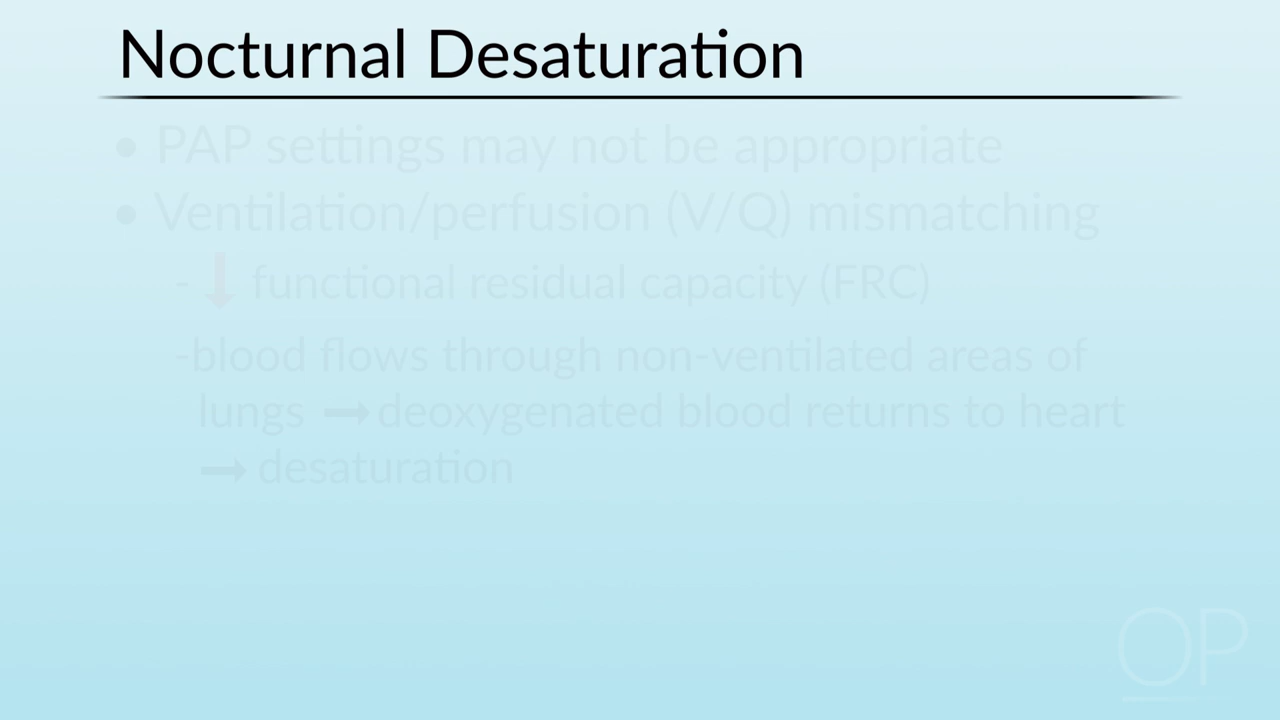 Nocturnal Desaturation
• PAP settings may not be appropriate
• Ventilation/perfusion (V/Q) mismatching
- ⬇ functional residual capacity (FRC)
-blood flows through non-ventilated areas of
lungs ➞ deoxygenated blood returns to heart
➞ desaturation
OP